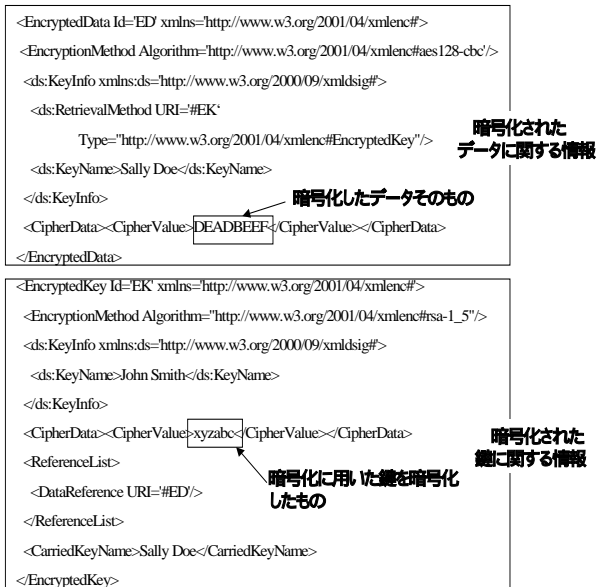 <EncryptedData Id='ED' xmlns='http://www.w3.org/2001/04/xmlenc#'>
<EncryptionMethod Algorithm='http://www.w3.org/2001/04/xmlenc#aes128-cbc'/>
<ds:KeyInfo xmlns:ds='http://www.w3.org/2000/09/xmldsig#'>
<ds:RetrievalMethod URI='#EK‘
Type="http://www.w3.org/2001/04/xmlenc#EncryptedKey"/>
暗号化された
データに関する情報
<ds:KeyName>Sally Doe</ds:KeyName>
</ds:KeyInfo>
暗号化したデータそのもの
<CipherData><CipherValue>DEADBEEF</CipherValue></CipherData>
</EncryptedData>
<EncryptedKey Id='EK' xmlns='http://www.w3.org/2001/04/xmlenc#'>
<EncryptionMethod Algorithm="http://www.w3.org/2001/04/xmlenc#rsa-1_5"/>
<ds:KeyInfo xmlns:ds='http://www.w3.org/2000/09/xmldsig#'>
<ds:KeyName>John Smith</ds:KeyName>
</ds:KeyInfo>
<CipherData><CipherValue>xyzabc</CipherValue></CipherData>
暗号化された
鍵に関する情報
<ReferenceList>
暗号化に用いた鍵を暗号化
したもの
<DataReference URI='#ED'/>
</ReferenceList>
<CarriedKeyName>Sally Doe</CarriedKeyName>
</EncryptedKey>